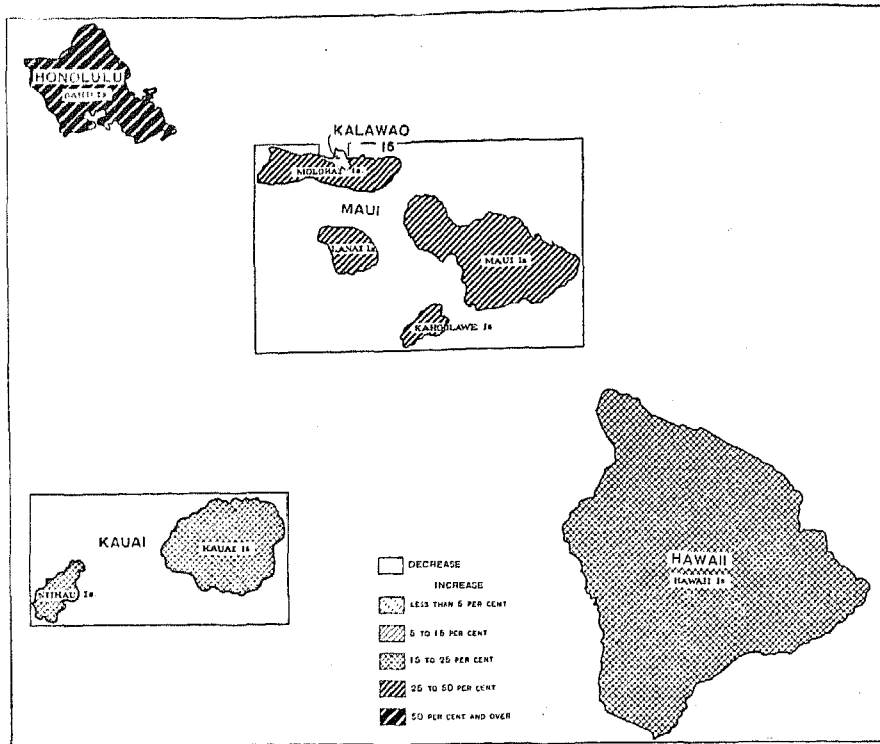 HONOLULU
OAHU Is
KALAWAO
15
MOLOKAI Is.
MAUI
LANAI Is
MAUI Is
KAHOOLAWE Is
KAUAI
KAUAI Is
NIIHAU Is.
HAWAII
HAWAII Is
DECREASE
INCREASE
LESS THAN 5 PER CENT
5 TO 15 PER CENT
15 TO 25 PER CENT
25 TO 50 PER CENT
50 PER CENT AND OVER